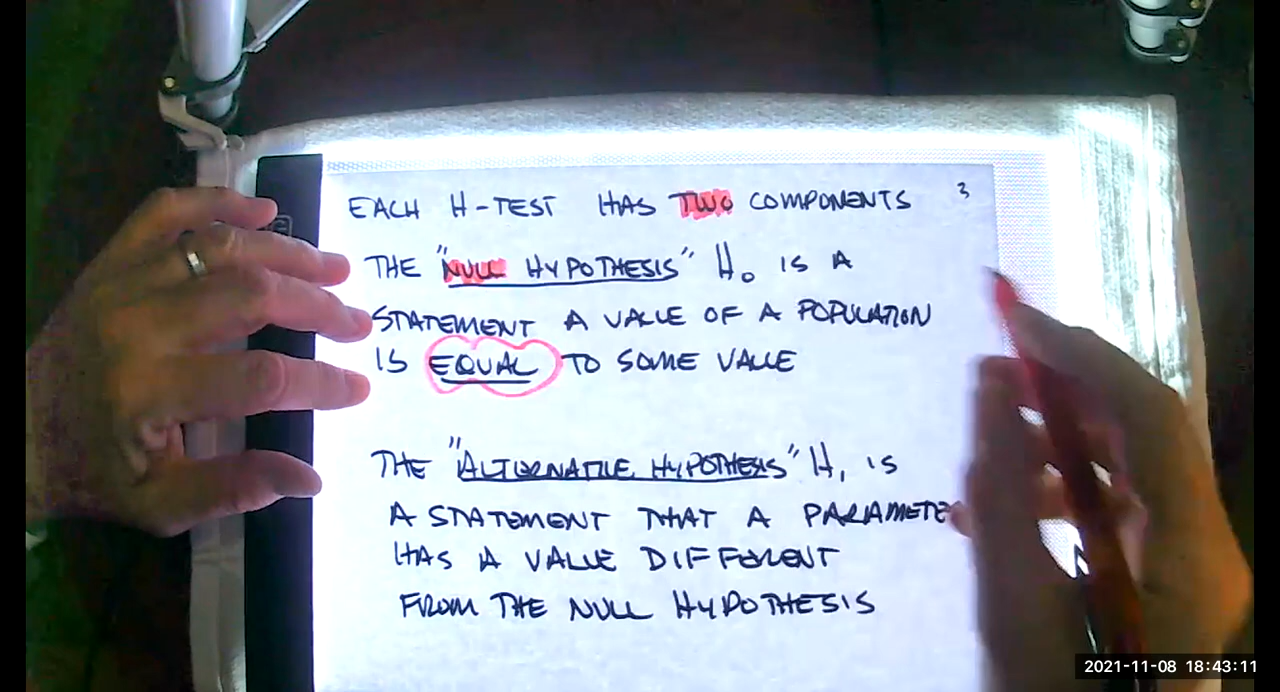 EACH H-TEST HAS TWO COMPONENTS 3
THE "NULL HYPOTHESIS" H₀ IS A
STATEMENT A VALUE OF A POPULATION
IS EQUAL TO SOME VALUE
THE "ALTERNATIVE HYPOTHESIS" H₁ IS
A STATEMENT THAT A PARAMETE
HAS A VALUE DIFFERENT
FROM THE NULL HYPOTHESIS
2021-11-08 18:43:11